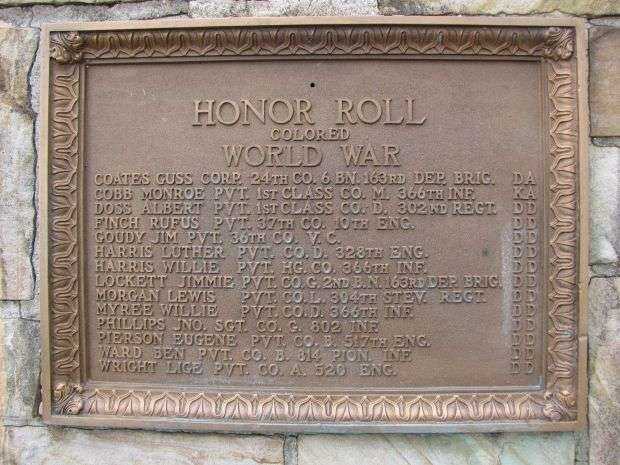 HONOR ROLL
COLORED
WORLD WAR
COATES GUSS CORP. 24TH CO. 6. BN. 163RD DEP. BRIG. DA
COBB MONROE PVT. 1ST CLASS CO. M. 366TH INF. KA
DOSS ALBERT PVT. 1ST CLASS CO. D. 302ND REGT. DD
FINCH RUFUS PVT. 37TH CO. 10TH ENG. DD
GOUDY JIM PVT. 36TH CO. V. C. DD
HARRIS LUTHER PVT. CO. D. 328TH ENG. DD
HARRIS WILLIE PVT. HG. CO. 366TH INF. DD
LOCKETT JIMMIE PVT. CO. G. 2ND B.N. 163RD DEP. BRIG. DD
MORGAN LEWIS PVT. CO. L. 304TH STEV. REGT. DD
MYREE WILLIE PVT. CO. D. 366TH INF. DD
PHILLIPS JNO. SGT. CO. G. 802 INF. DD
PIERSON EUGENE PVT. CO. B. 517TH ENG. DD
WARD BEN PVT. CO. B. 814 PION. INF. DD
WRIGHT LIGE PVT. CO. A. 520 ENG. DD